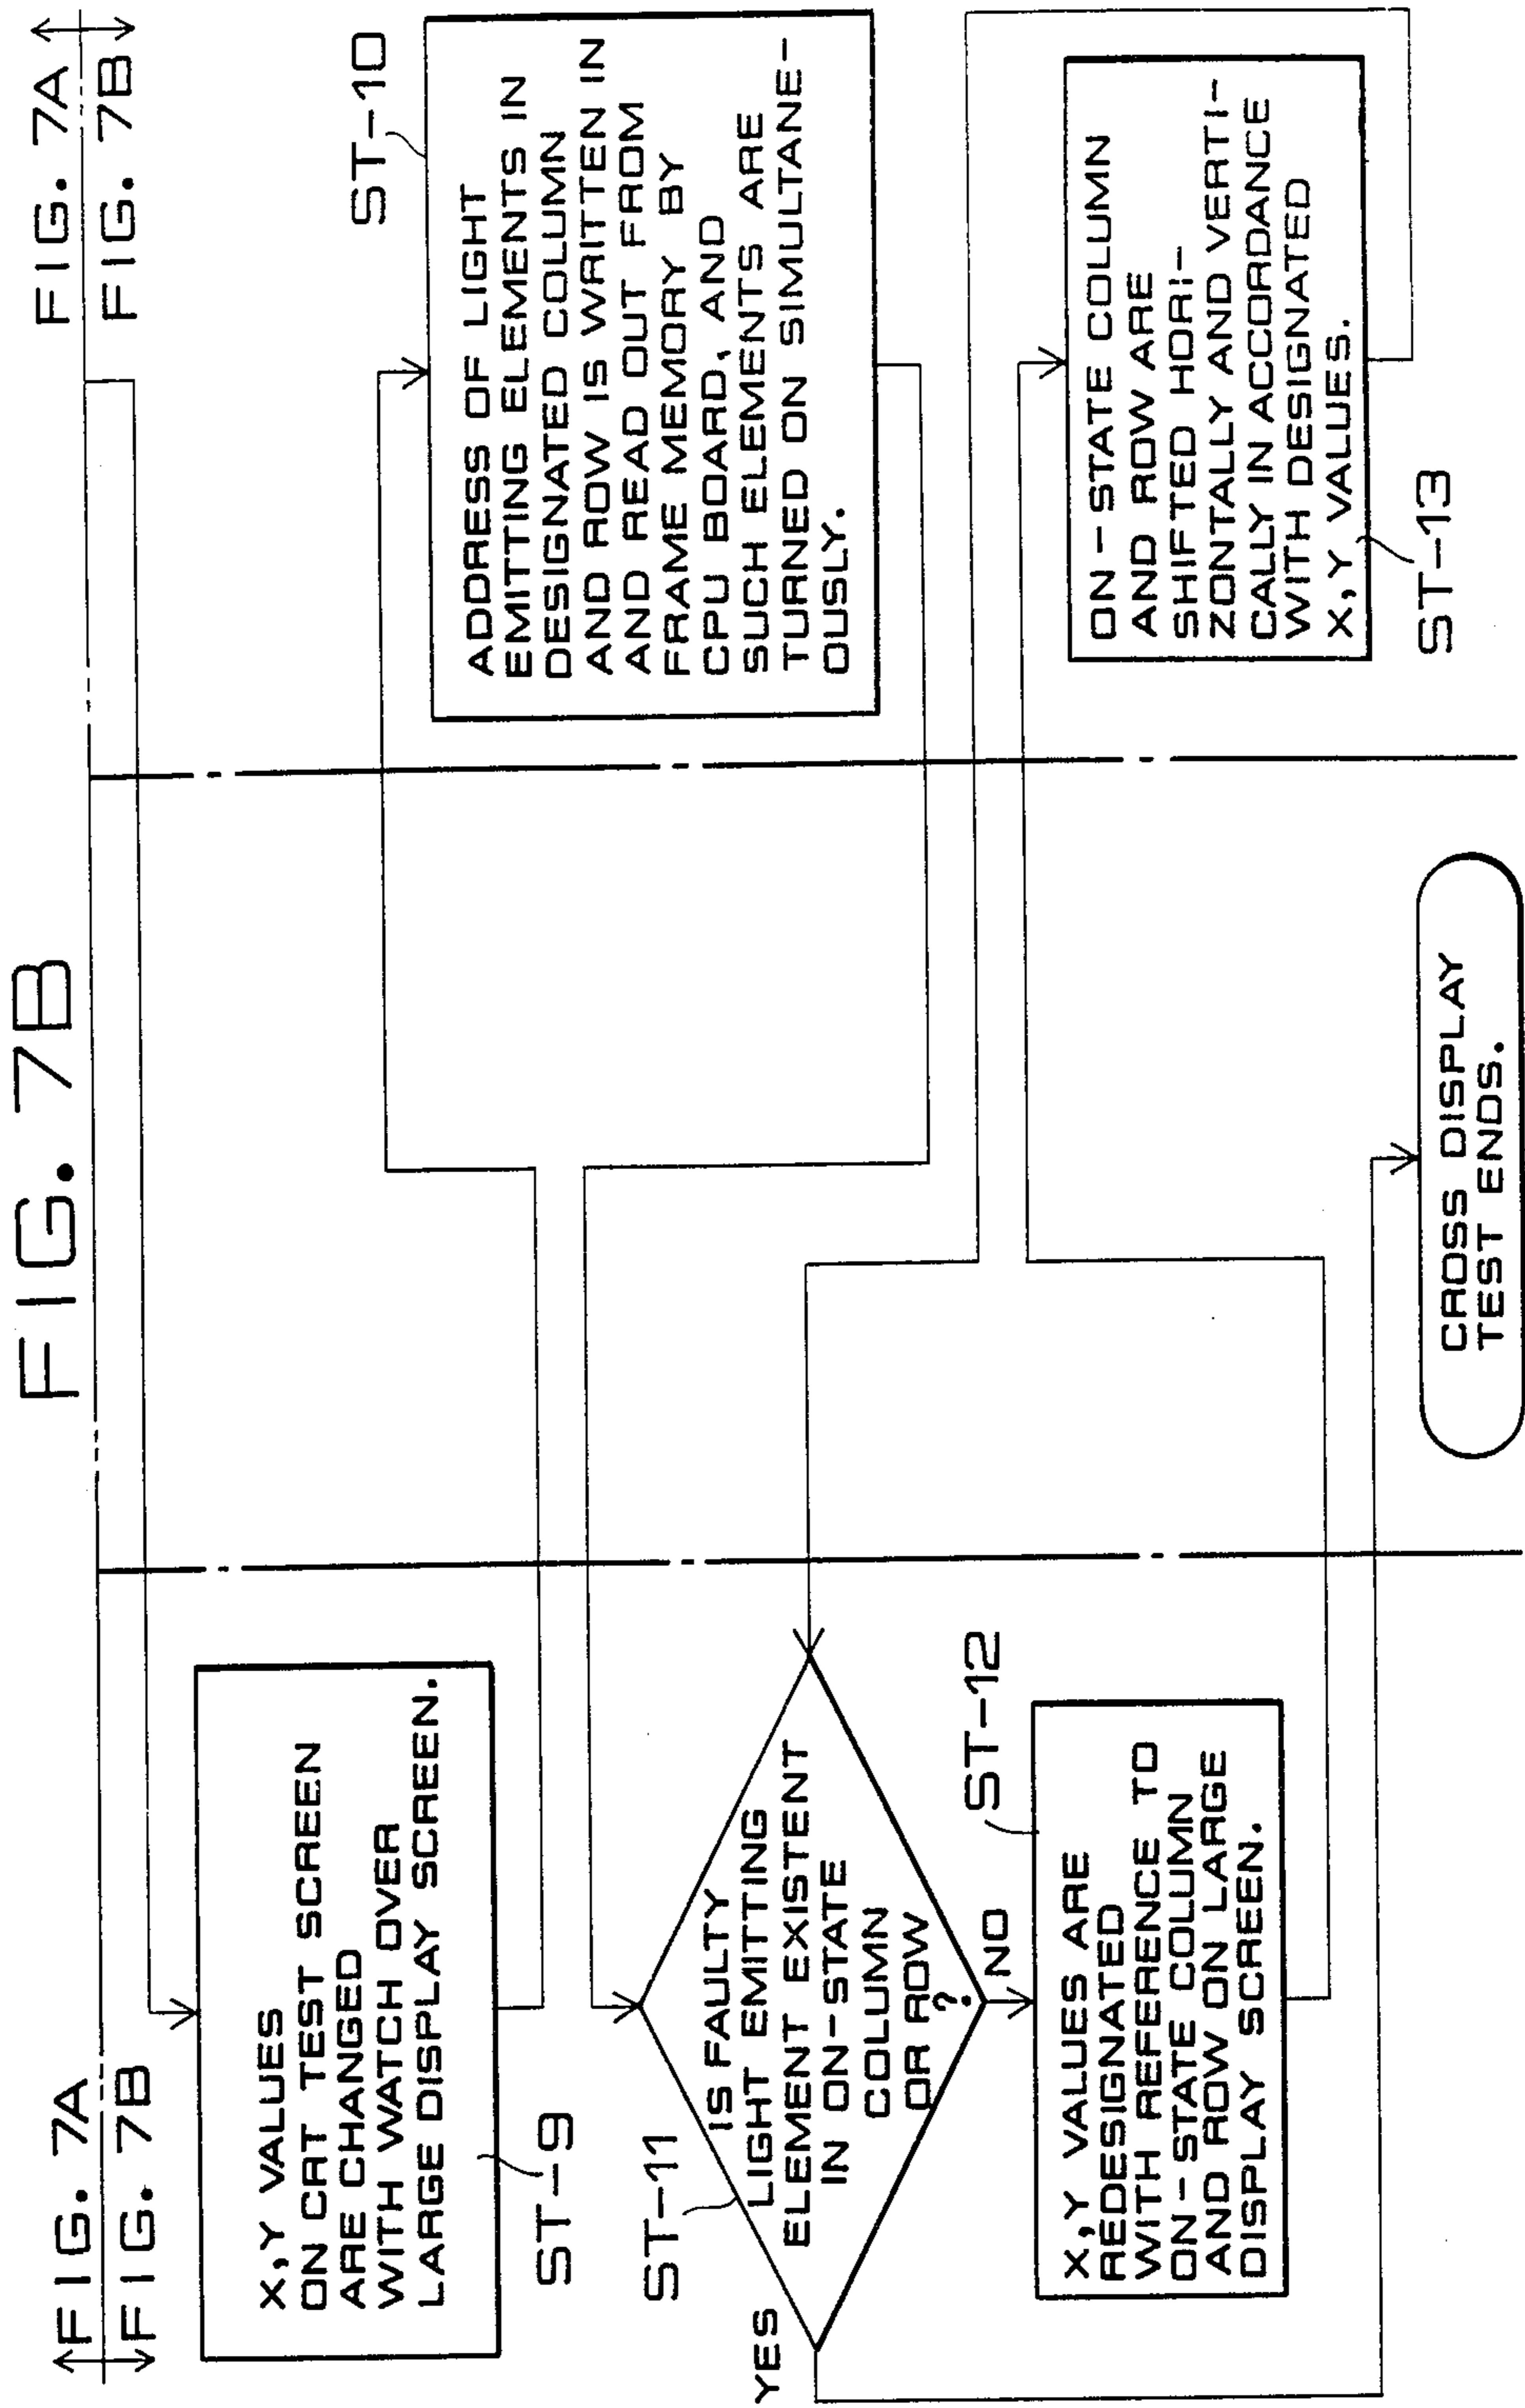 FIG. 7B
FIG. 7A
FIG. 7B
FIG. 7A
FIG. 7B
X,Y VALUES
ON CRT TEST SCREEN
ARE CHANGED
WITH WATCH OVER
LARGE DISPLAY SCREEN.
ST-9
ST-10
ADDRESS OF LIGHT
EMITTING ELEMENTS IN
DESIGNATED COLUMN
AND ROW IS WRITTEN IN
AND READ OUT FROM
FRAME MEMORY BY
CPU BOARD, AND
SUCH ELEMENTS ARE
TURNED ON SIMULTANE-
OUSLY.
ST-11
IS FAULTY
LIGHT EMITTING
ELEMENT EXISTENT
IN ON-STATE
COLUMN
OR ROW
?
YES
NO
ST-12
X,Y VALUES ARE
REDESIGNATED
WITH REFERENCE TO
ON-STATE COLUMN
AND ROW ON LARGE
DISPLAY SCREEN.
ON-STATE COLUMN
AND ROW ARE
SHIFTED HORI-
ZONTALLY AND VERTI-
CALLY IN ACCORDANCE
WITH DESIGNATED
X,Y VALUES.
ST-13
CROSS DISPLAY
TEST ENDS.